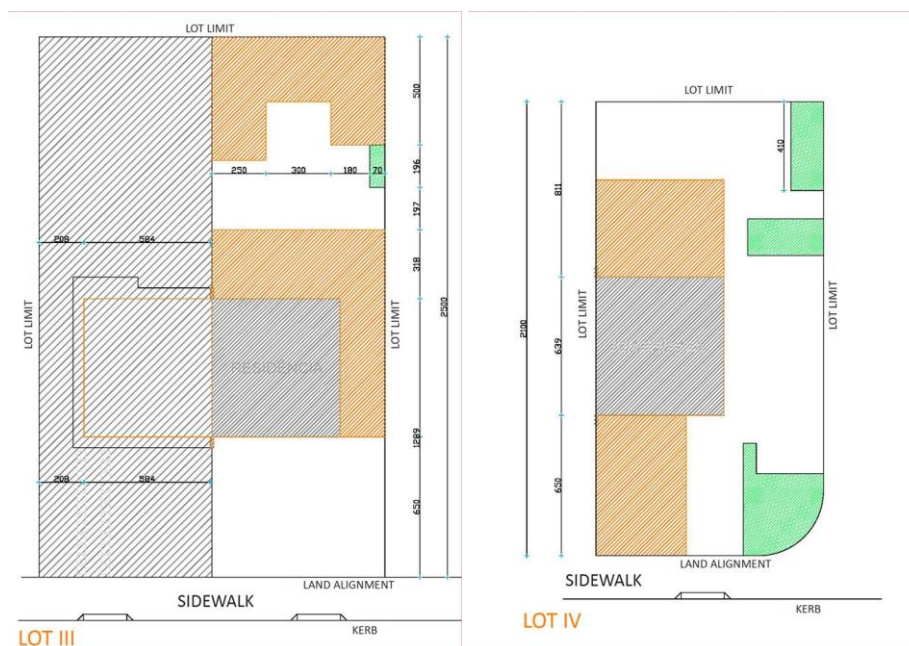 LOT LIMIT
500
250
300
180
70
196
197
208
584
318
LOT LIMIT
LOT LIMIT
2500
RESIDÊNCIA
1289
208
584
650
LAND ALIGNMENT
SIDEWALK
KERB
LOT III
LOT LIMIT
410
811
LOT LIMIT
LOT LIMIT
2100
639
650
LAND ALIGNMENT
SIDEWALK
KERB
LOT IV